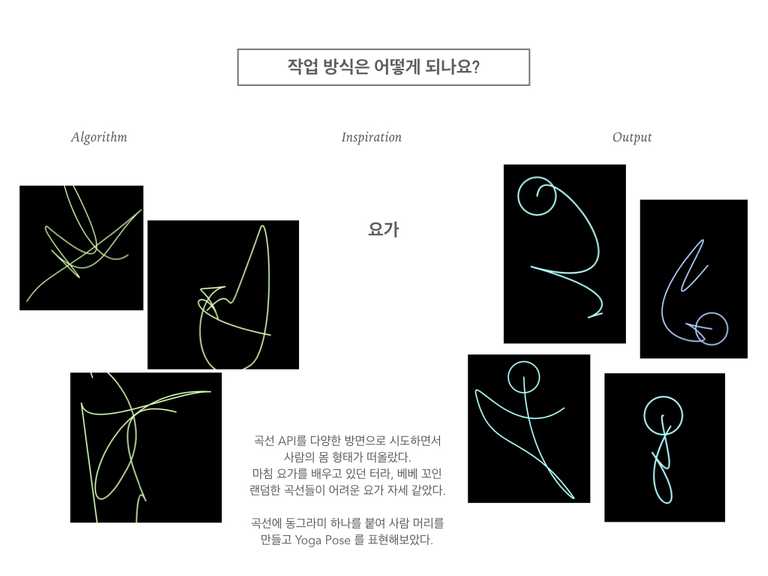 작업 방식은 어떻게 되나요?
Algorithm
Inspiration
Output
요가
곡선 API를 다양한 방면으로 시도하면서
사람의 몸 형태가 떠올랐다.
마침 요가를 배우고 있던 터라, 베베 꼬인
랜덤한 곡선들이 어려운 요가 자세 같았다.
곡선에 동그라미 하나를 붙여 사람 머리를
만들고 Yoga Pose 를 표현해보았다.